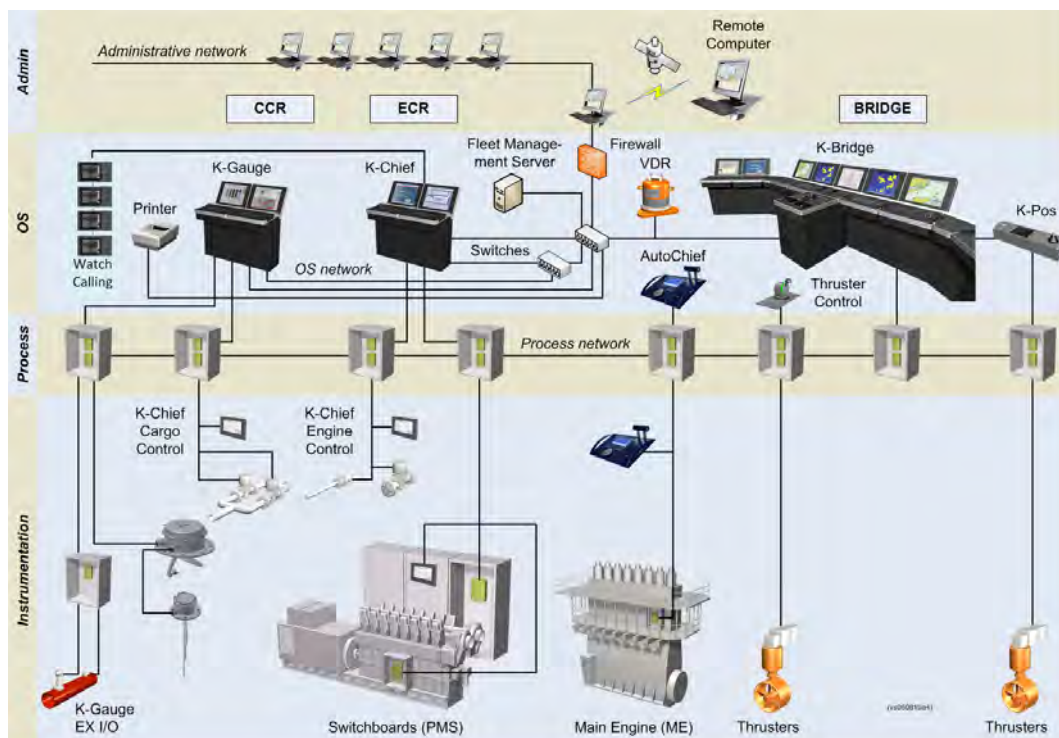 Admin
Administrative network
Remote
Computer
CCR
ECR
BRIDGE
OS
Fleet Manage-
ment Server
Firewall
VDR
K-Bridge
K-Gauge
K-Chief
K-Pos
Printer
Switches
AutoChief
Watch
Calling
OS network
Thruster
Control
Process
Process network
Instrumentation
K-Chief
Cargo
Control
K-Chief
Engine
Control
K-Gauge
EX I/O
Switchboards (PMS)
Main Engine (ME)
Thrusters
Thrusters